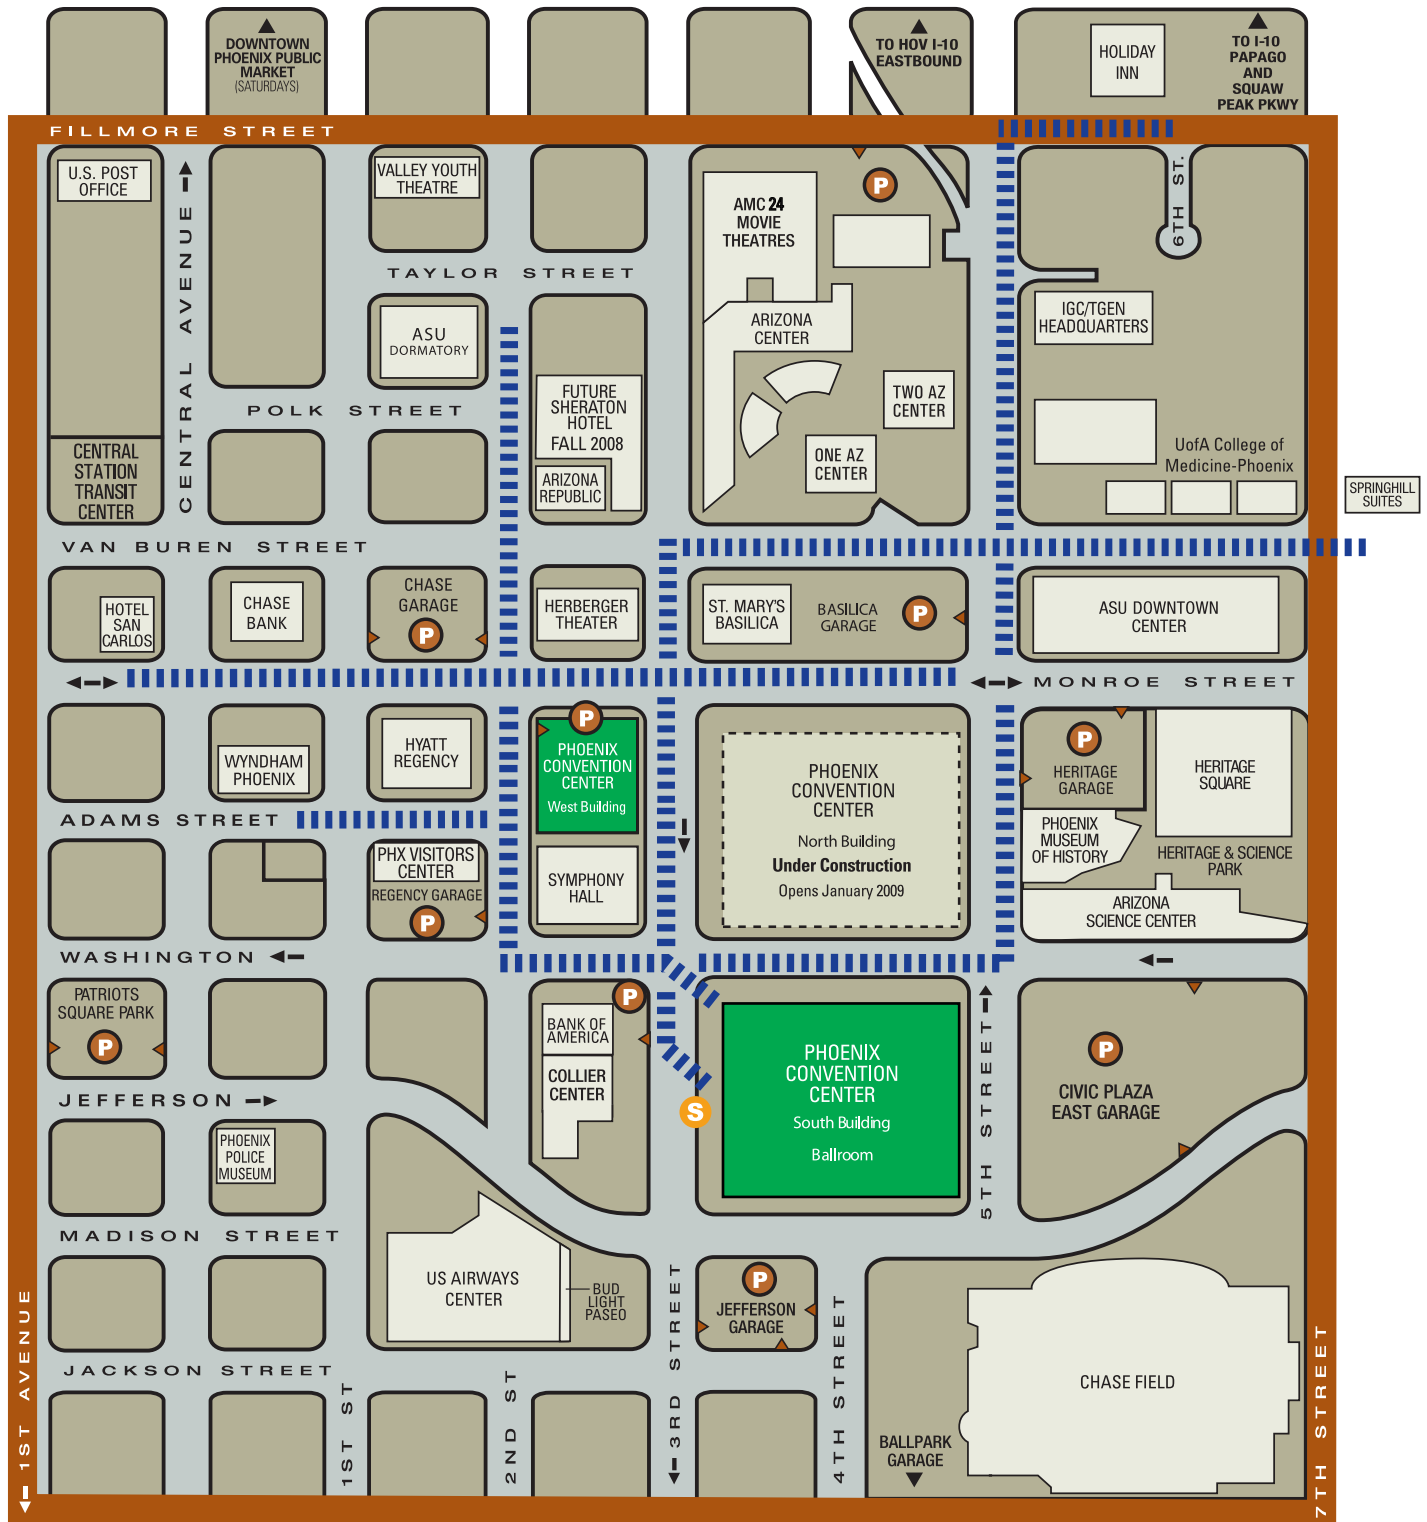 DOWNTOWN
PHOENIX PUBLIC
MARKET
(SATURDAYS)
TO HOV I-10
EASTBOUND
HOLIDAY
INN
TO I-10
PAPAGO
AND
SQUAW
PEAK PKWY
FILLMORE STREET
U.S. POST
OFFICE
VALLEY YOUTH
THEATRE
P
AMC 24
MOVIE
THEATRES
6TH ST.
CENTRAL AVENUE
TAYLOR STREET
ASU
DORMATORY
ARIZONA
CENTER
IGC/TGEN
HEADQUARTERS
POLK STREET
FUTURE
SHERATON
HOTEL
FALL 2008
TWO AZ
CENTER
CENTRAL
STATION
TRANSIT
CENTER
ARIZONA
REPUBLIC
ONE AZ
CENTER
UofA College of
Medicine-Phoenix
SPRINGHILL
SUITES
VAN BUREN STREET
HOTEL
SAN
CARLOS
CHASE
BANK
CHASE
GARAGE
P
HERBERGER
THEATER
ST. MARY'S
BASILICA
BASILICA
GARAGE
P
ASU DOWNTOWN
CENTER
MONROE STREET
WYNDHAM
PHOENIX
HYATT
REGENCY
P
PHOENIX
CONVENTION
CENTER
West Building
PHOENIX
CONVENTION
CENTER
North Building
Under Construction
Opens January 2009
P
HERITAGE
GARAGE
HERITAGE
SQUARE
ADAMS STREET
PHX VISITORS
CENTER
REGENCY GARAGE
P
SYMPHONY
HALL
PHOENIX
MUSEUM
OF HISTORY
HERITAGE & SCIENCE
PARK
ARIZONA
SCIENCE CENTER
WASHINGTON
PATRIOTS
SQUARE PARK
P
P
BANK OF
AMERICA
COLLIER
CENTER
PHOENIX
CONVENTION
CENTER
South Building
Ballroom
S
5TH STREET
P
CIVIC PLAZA
EAST GARAGE
JEFFERSON
PHOENIX
POLICE
MUSEUM
MADISON STREET
US AIRWAYS
CENTER
BUD
LIGHT
PASEO
P
JEFFERSON
GARAGE
CHASE FIELD
JACKSON STREET
1ST AVENUE
1ST ST
2ND ST
3RD STREET
4TH STREET
BALLPARK
GARAGE
7TH STREET